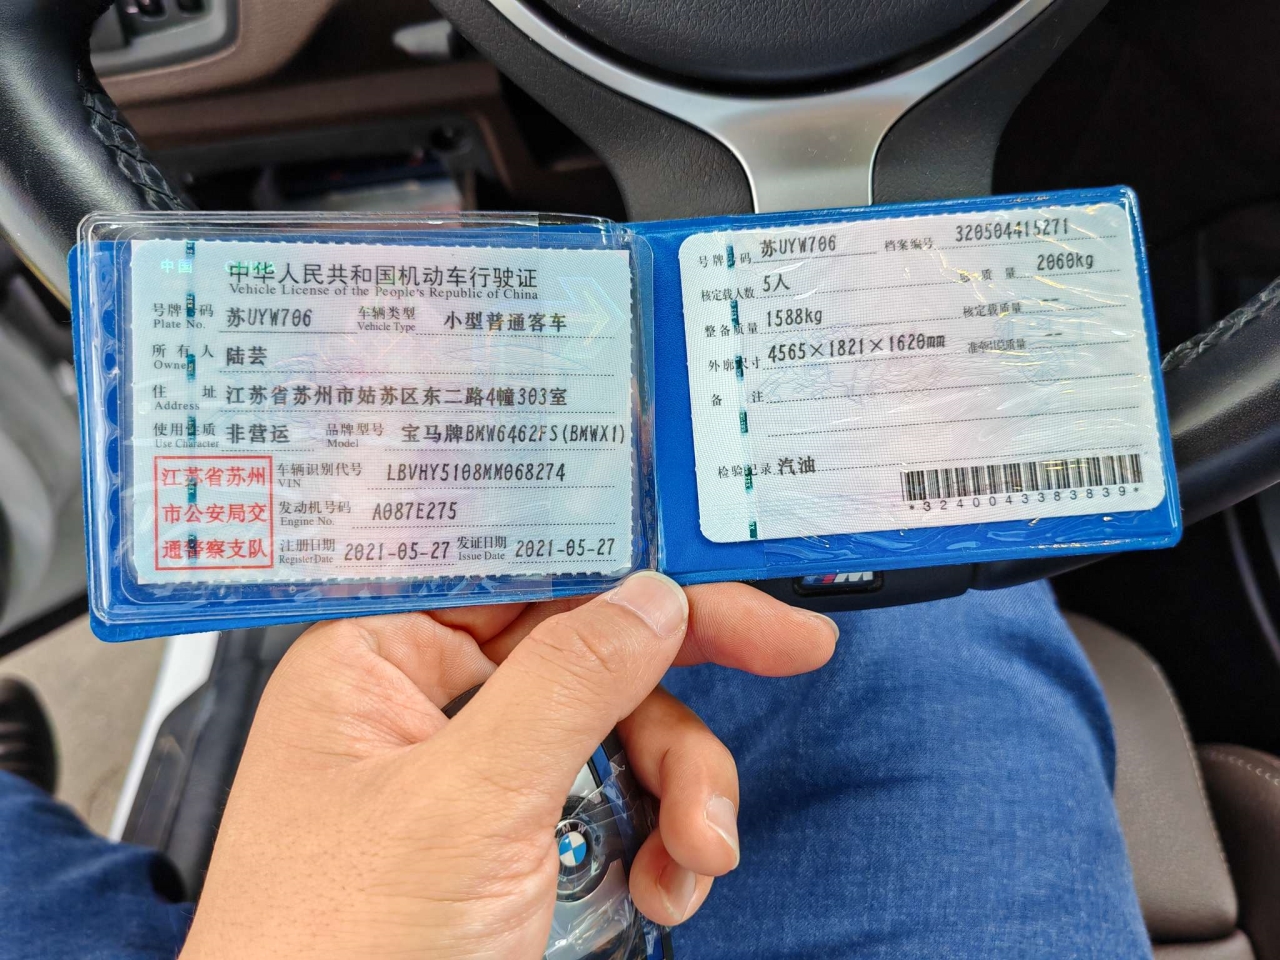 中国 CHINA
中华人民共和国机动车行驶证
Vehicle License of the People's Republic of China
号牌号码 苏UYW706 车辆类型 小型普通客车
Plate No. Vehicle Type
所有人 陆芸
Owner
住址 江苏省苏州市姑苏区东二路4幢303室
Address
使用性质 非营运 品牌型号 宝马牌BMW6462FS(BMWX1)
Use Character Model
江苏省苏州
市公安局交
通警察支队
车辆识别代号 LBVHY5108MM068274
VIN
发动机号码 A087E275
Engine No.
注册日期 2021-05-27 发证日期 2021-05-27
Register Date Issue Date
号牌号码 苏UYW706 档案编号 320504415271
核定载人数 5人 总质量 2060kg
整备质量 1588kg 核定载质量 —
外廓尺寸 4565×1821×1620mm 准牵引总质量 —
备注
检验记录 汽油
*3240043383839*
M
BMW